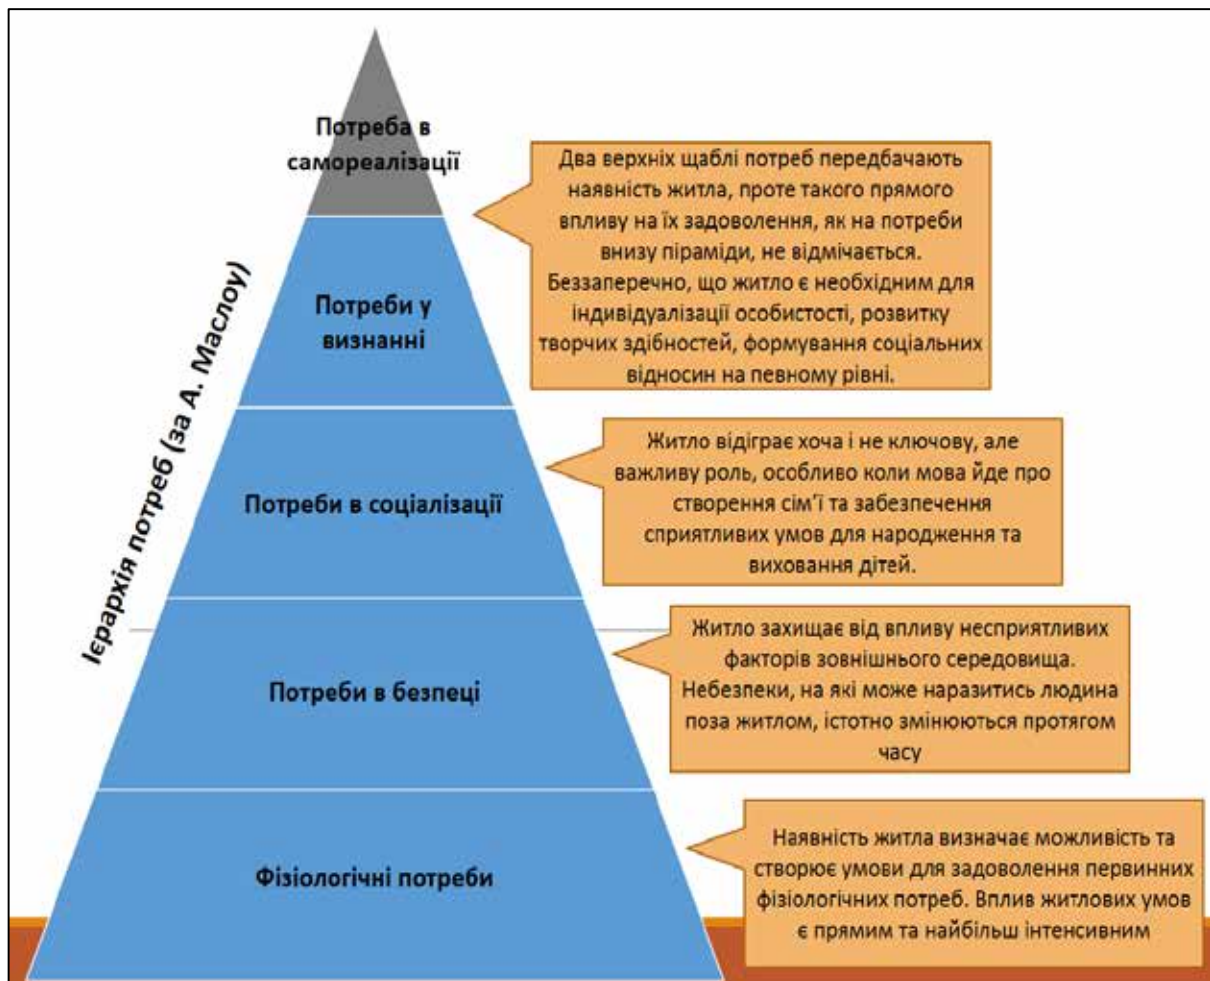 Потреба в
самореалізації
Два верхніх щаблі потреб передбачають
наявність житла, проте такого прямого
впливу на їх задоволення, як на потреби
внизу піраміди, не відмічається.
Беззаперечно, що житло є необхідним для
індивідуалізації особистості, розвитку
творчих здібностей, формування соціальних
відносин на певному рівні.
Ієрархія потреб (за А. Маслоу)
Потреби у
визнанні
Потреби в соціалізації
Житло відіграє хоча і не ключову, але
важливу роль, особливо коли мова йде про
створення сім’ї та забезпечення
сприятливих умов для народження та
виховання дітей.
Потреби в безпеці
Житло захищає від впливу несприятливих
факторів зовнішнього середовища.
Небезпеки, на які може наразитись людина
поза житлом, істотно змінюються протягом
часу
Фізіологічні потреби
Наявність житла визначає можливість та
створює умови для задоволення первинних
фізіологічних потреб. Вплив житлових умов
є прямим та найбільш інтенсивним